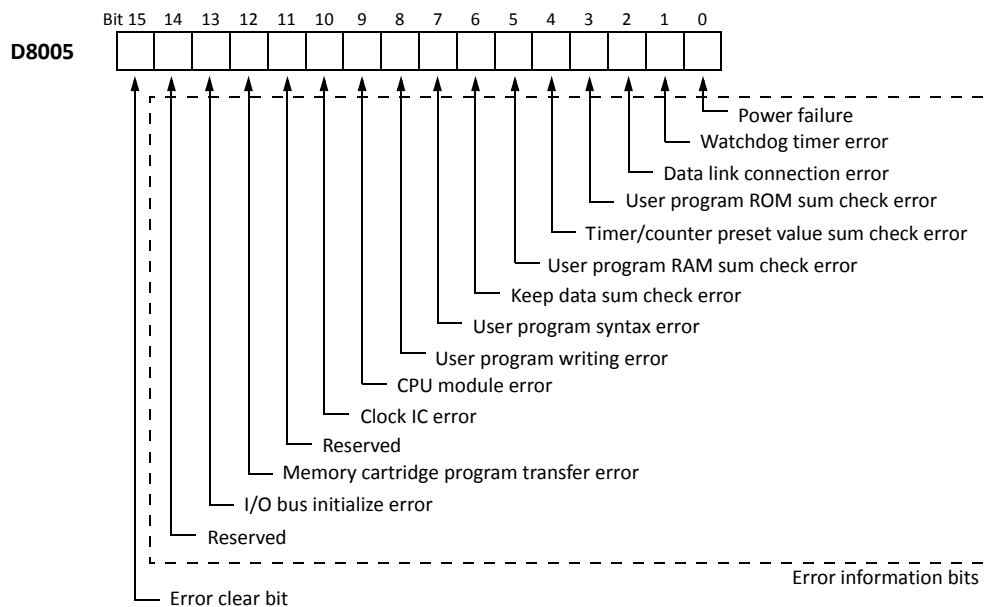 Bit 15 14 13 12 11 10 9 8 7 6 5 4 3 2 1 0
D8005
Power failure
Watchdog timer error
Data link connection error
User program ROM sum check error
Timer/counter preset value sum check error
User program RAM sum check error
Keep data sum check error
User program syntax error
User program writing error
CPU module error
Clock IC error
Reserved
Memory cartridge program transfer error
I/O bus initialize error
Reserved
Error information bits
Error clear bit